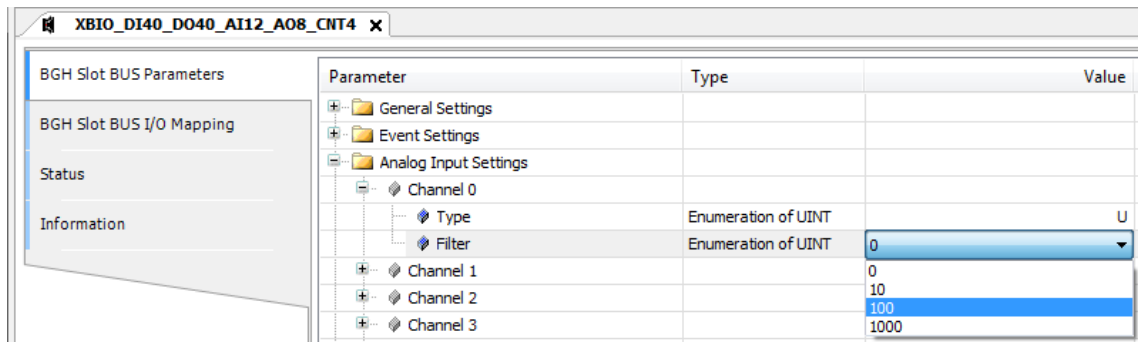 XBIO_DI40_DO40_AI12_AO8_CNT4
BGH Slot BUS Parameters
BGH Slot BUS I/O Mapping
Status
Information
Parameter Type Value
General Settings
Event Settings
Analog Input Settings
Channel 0
Type Enumeration of UINT U
Filter Enumeration of UINT 0
Channel 1 0
10
Channel 2 100
Channel 3 1000